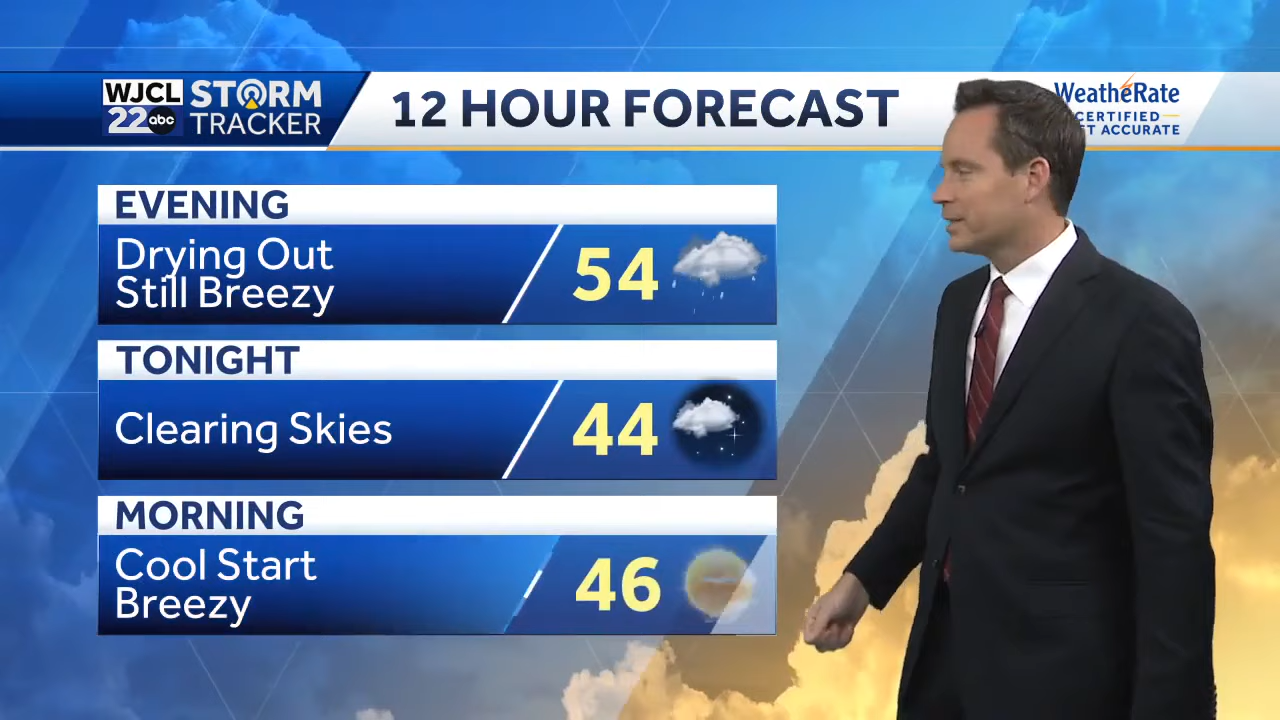 WJCL
22 abc
STORM
TRACKER
12 HOUR FORECAST
WeatheRate
CERTIFIED
ACCURATE
EVENING
Drying Out
Still Breezy
54
TONIGHT
Clearing Skies
44
MORNING
Cool Start
Breezy
46